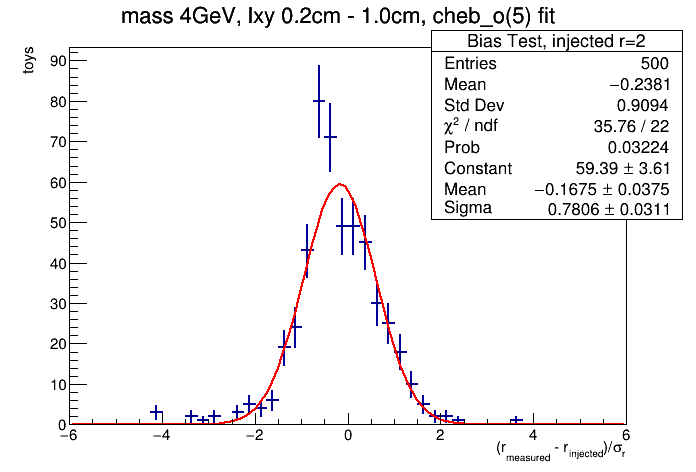 mass 4GeV, lxy 0.2cm - 1.0cm, cheb_o(5) fit
Bias Test, injected r=2
Entries 500
Mean −0.2381
Std Dev 0.9094
χ² / ndf 35.76 / 22
Prob 0.03224
Constant 59.39 ± 3.61
Mean −0.1675 ± 0.0375
Sigma 0.7806 ± 0.0311
toys
90
80
70
60
50
40
30
20
10
0
−6 −4 −2 0 2 4 6
(r_measured - r_injected)/σ_r